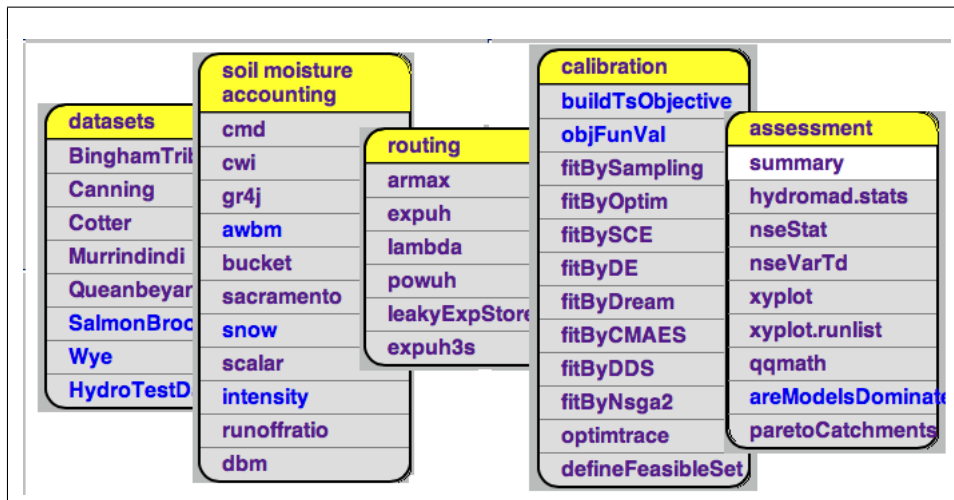 datasets
BinghamTrib
Canning
Cotter
Murrindindi
Queanbeyan
SalmonBroo
Wye
HydroTestD
soil moisture
accounting
cmd
cwi
gr4j
awbm
bucket
sacramento
snow
scalar
intensity
runoffratio
dbm
routing
armax
expuh
lambda
powuh
leakyExpStore
expuh3s
calibration
buildTsObjective
objFunVal
fitBySampling
fitByOptim
fitBySCE
fitByDE
fitByDream
fitByCMAES
fitByDDS
fitByNsga2
optimtrace
defineFeasibleSet
assessment
summary
hydromad.stats
nseStat
nseVarTd
xyplot
xyplot.runlist
qqmath
areModelsDominate
paretoCatchments